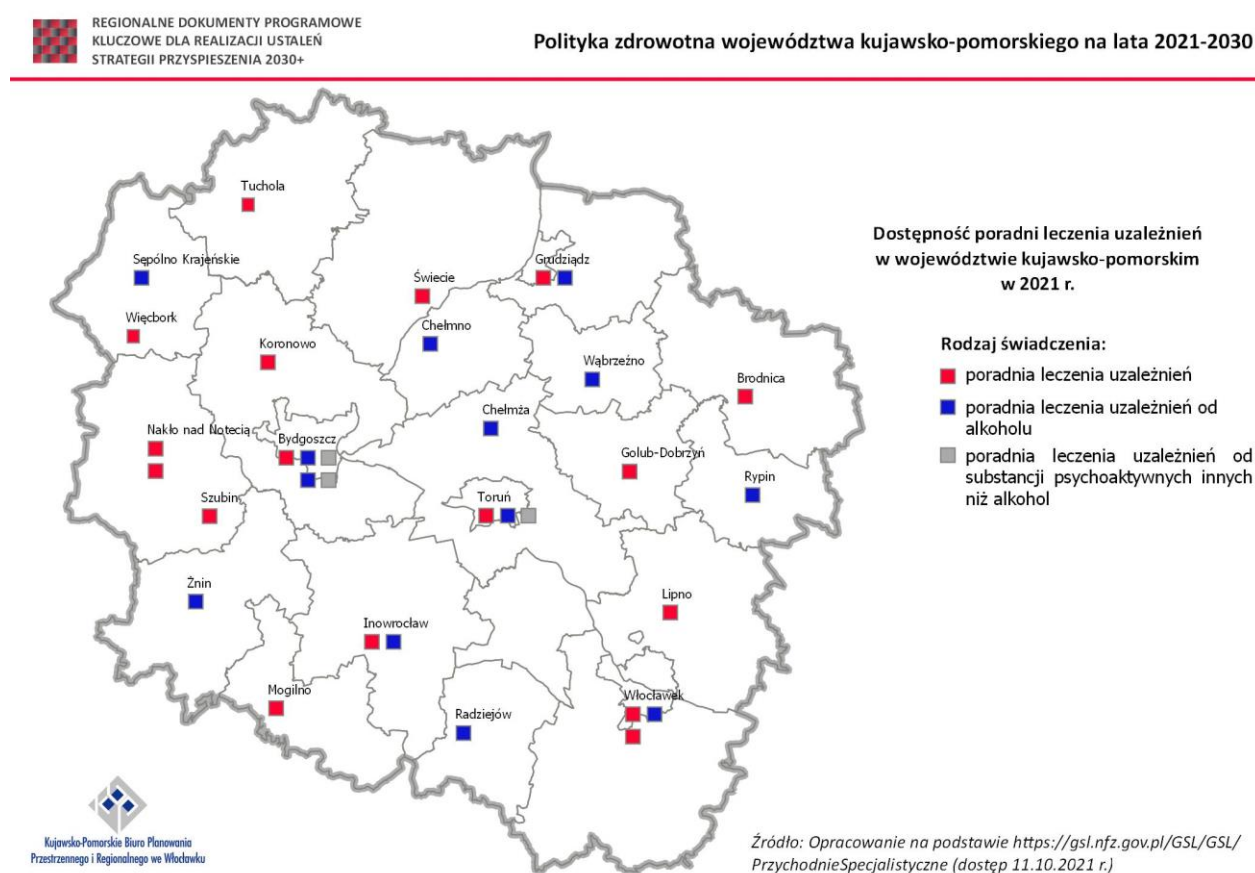 REGIONALNE DOKUMENTY PROGRAMOWE
KLUCZOWE DLA REALIZACJI USTALEŃ
STRATEGII PRZYSPIESZENIA 2030+
Polityka zdrowotna województwa kujawsko-pomorskiego na lata 2021-2030
Tuchola
Sępólno Krajeńskie
Więcbork
Świecie
Grudziądz
Chełmno
Koronowo
Wąbrzeźno
Brodnica
Chełmża
Nakło nad Notecią
Bydgoszcz
Golub-Dobrzyń
Rypin
Szubin
Toruń
Żnin
Lipno
Inowrocław
Mogilno
Radziejów
Włocławek
Dostępność poradni leczenia uzależnień
w województwie kujawsko-pomorskim
w 2021 r.
Rodzaj świadczenia:
poradnia leczenia uzależnień
poradnia leczenia uzależnień od
alkoholu
poradnia leczenia uzależnień od
substancji psychoaktywnych innych
niż alkohol
Kujawsko-Pomorskie Biuro Planowania
Przestrzennego i Regionalnego we Włocławku
Źródło: Opracowanie na podstawie https://gsl.nfz.gov.pl/GSL/GSL/
PrzychodnieSpecjalistyczne (dostęp 11.10.2021 r.)